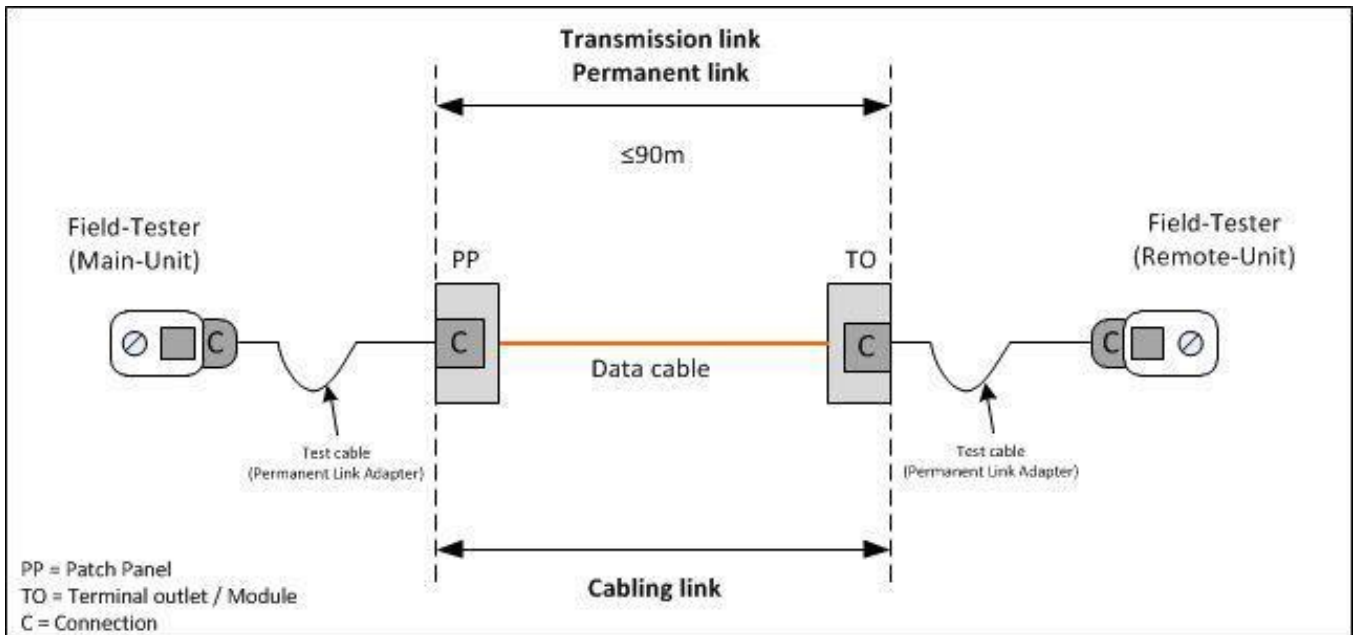 Transmission link
Permanent link
≤90m
Field-Tester
(Main-Unit)
Field-Tester
(Remote-Unit)
PP
TO
C
C
C
C
Data cable
Test cable
(Permanent Link Adapter)
Test cable
(Permanent Link Adapter)
Cabling link
PP = Patch Panel
TO = Terminal outlet / Module
C = Connection